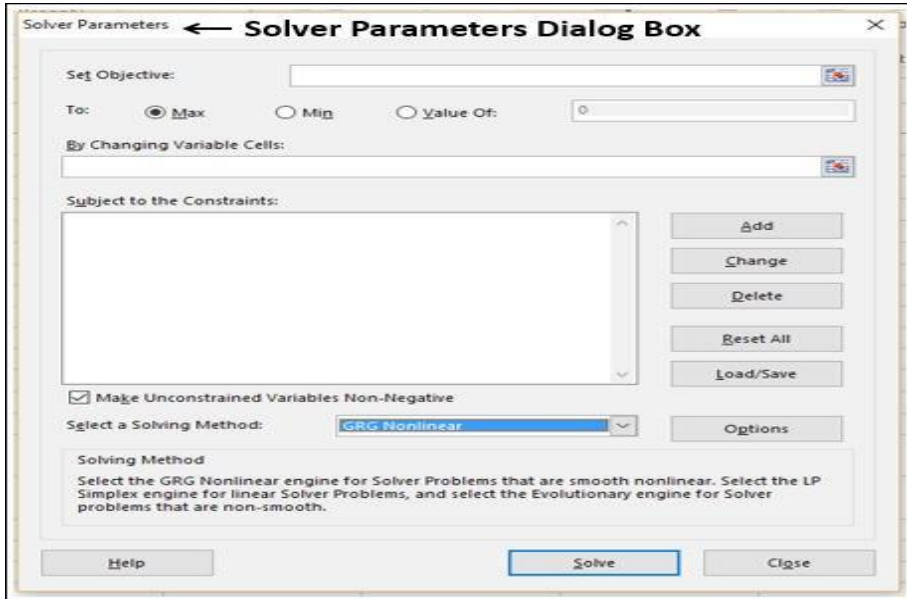 Solver Parameters ← Solver Parameters Dialog Box
Set Objective:
To: Max Min Value Of: 0
By Changing Variable Cells:
Subject to the Constraints:
Add
Change
Delete
Reset All
Load/Save
Make Unconstrained Variables Non-Negative
Select a Solving Method: GRG Nonlinear Options
Solving Method
Select the GRG Nonlinear engine for Solver Problems that are smooth nonlinear. Select the LP
Simplex engine for linear Solver Problems, and select the Evolutionary engine for Solver
problems that are non-smooth.
Help Solve Close